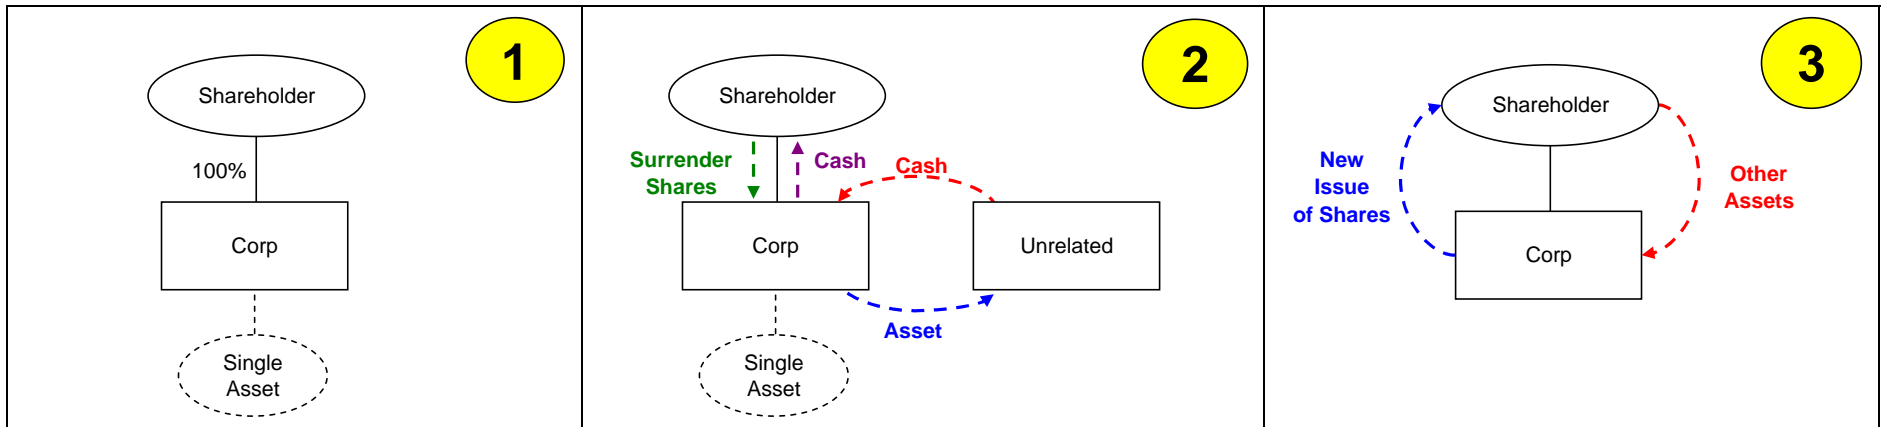 1
Shareholder
100%
Corp
Single
Asset
2
Shareholder
Surrender
Shares
Cash
Cash
Corp
Unrelated
Asset
Single
Asset
3
Shareholder
New
Issue
of Shares
Other
Assets
Corp